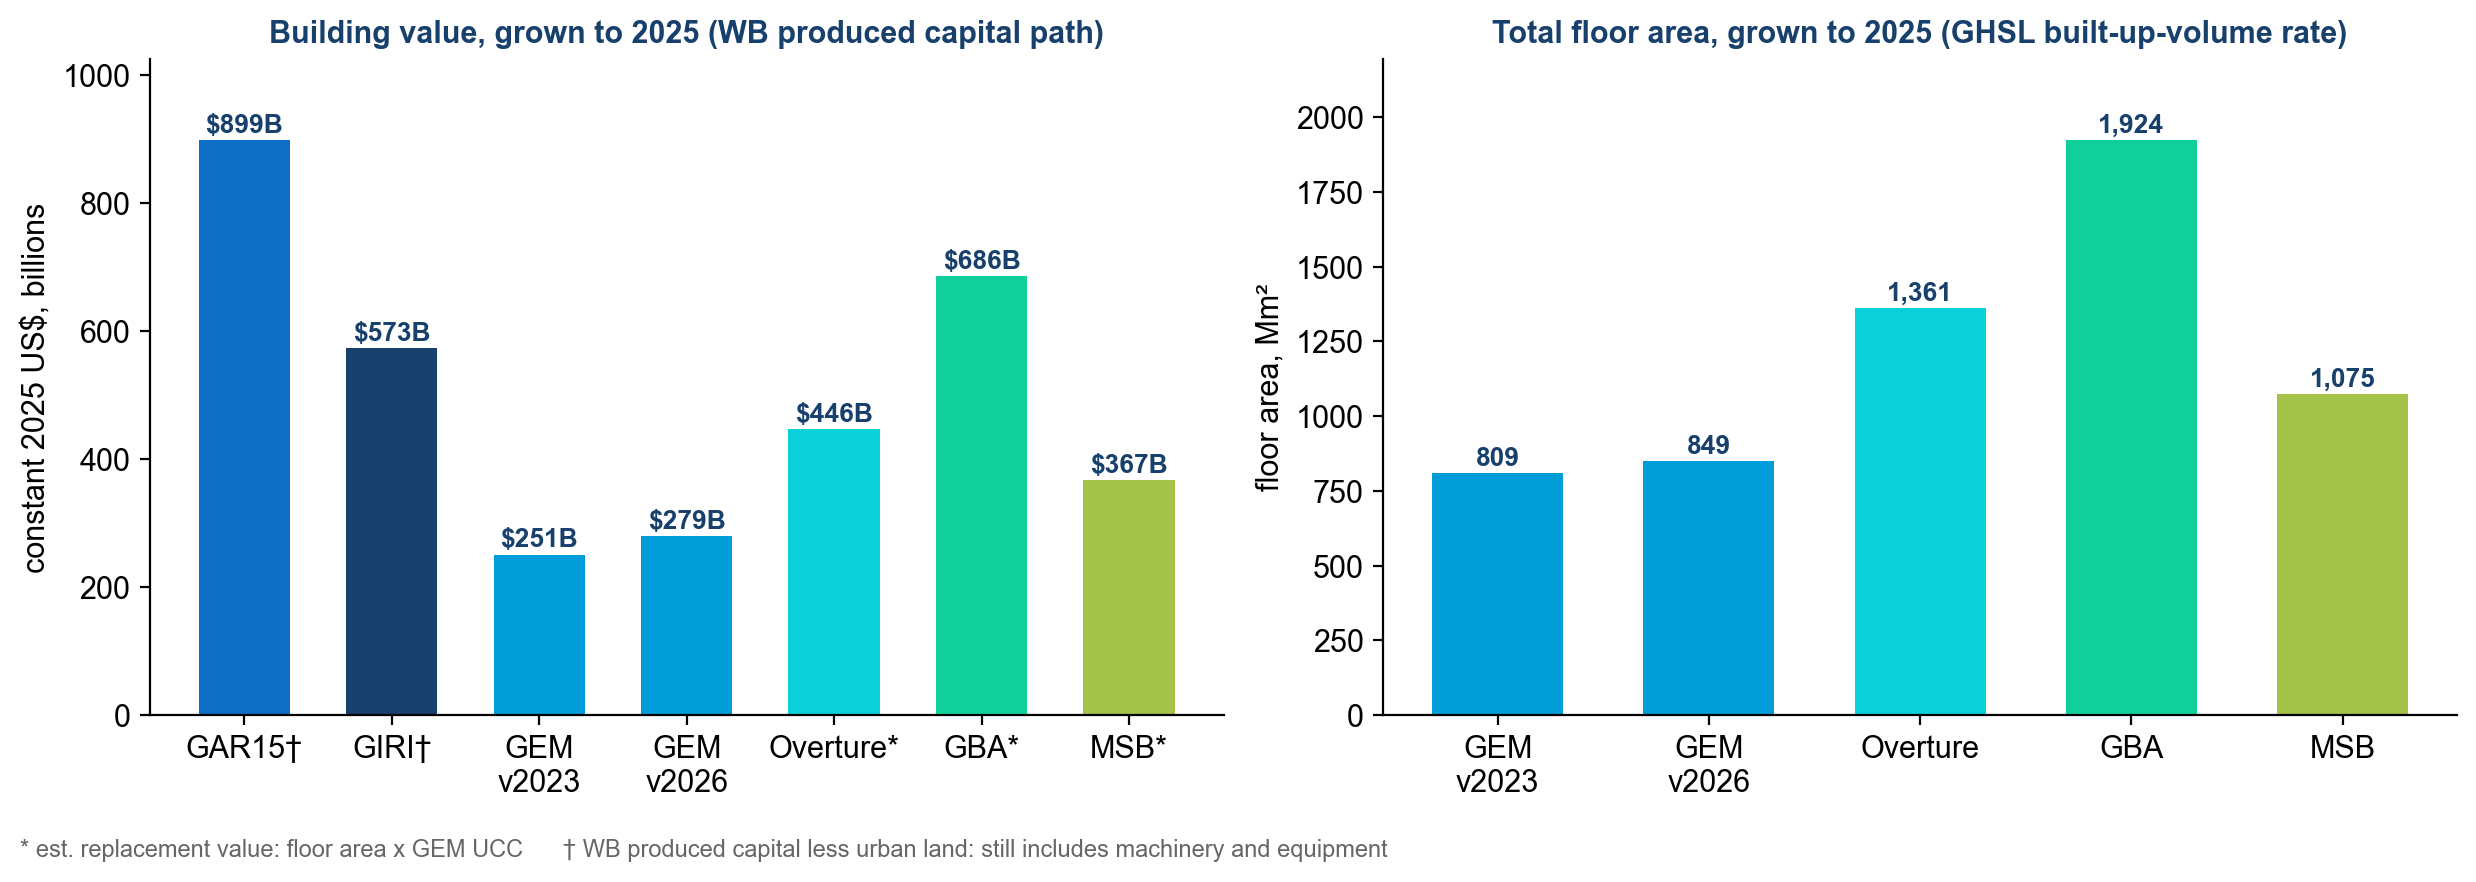 Building value, grown to 2025 (WB produced capital path)
constant 2025 US$, billions
1000
800
600
400
200
0
$899B
$573B
$251B
$279B
$446B
$686B
$367B
GAR15†
GIRI†
GEM
v2023
GEM
v2026
Overture*
GBA*
MSB*
Total floor area, grown to 2025 (GHSL built-up-volume rate)
floor area, Mm²
2000
1750
1500
1250
1000
750
500
250
0
809
849
1,361
1,924
1,075
GEM
v2023
GEM
v2026
Overture
GBA
MSB
* est. replacement value: floor area x GEM UCC † WB produced capital less urban land: still includes machinery and equipment